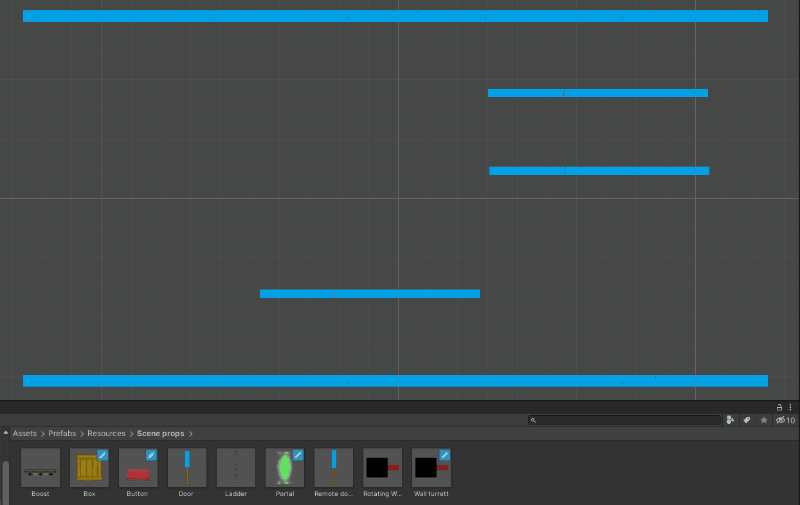 10
Assets > Prefabs > Resources > Scene props >
Boost Box Button Door Ladder Portal Remote do... Rotating W... Wall turrett